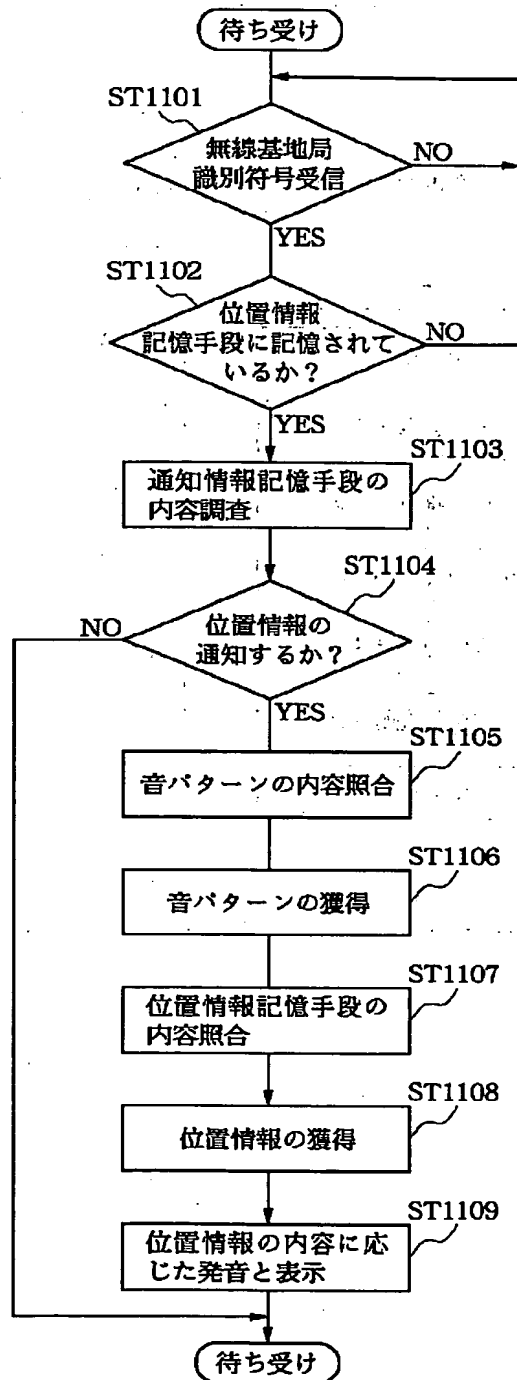 待ち受け
ST1101
無線基地局
識別符号受信
NO
YES
ST1102
位置情報
記憶手段に記憶されて
いるか？
NO
YES
ST1103
通知情報記憶手段の
内容調査
ST1104
位置情報の
通知するか？
NO
YES
ST1105
音パターンの内容照合
ST1106
音パターンの獲得
ST1107
位置情報記憶手段の
内容照合
ST1108
位置情報の獲得
ST1109
位置情報の内容に応
じた発音と表示
待ち受け